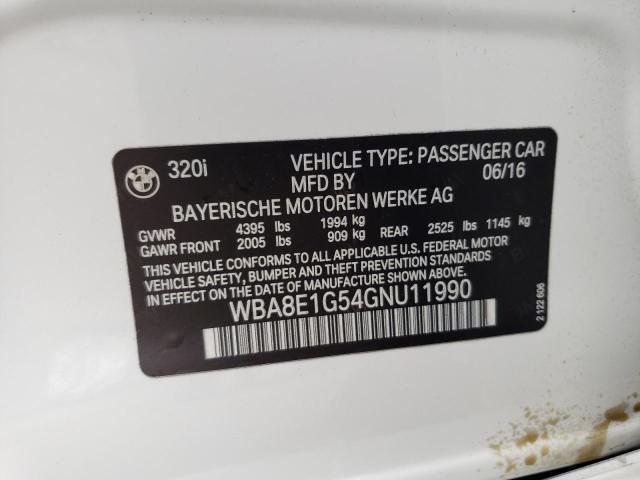 320i VEHICLE TYPE: PASSENGER CAR
MFD BY 06/16
BAYERISCHE MOTOREN WERKE AG
GVWR 4395 lbs 1994 kg
GAWR FRONT 2005 lbs 909 kg REAR 2525 lbs 1145 kg
THIS VEHICLE CONFORMS TO ALL APPLICABLE U.S. FEDERAL MOTOR
VEHICLE SAFETY, BUMPER AND THEFT PREVENTION STANDARDS
IN EFFECT ON THE DATE OF MANUFACTURE SHOWN ABOVE.
WBA8E1G54GNU11990
2 122 606